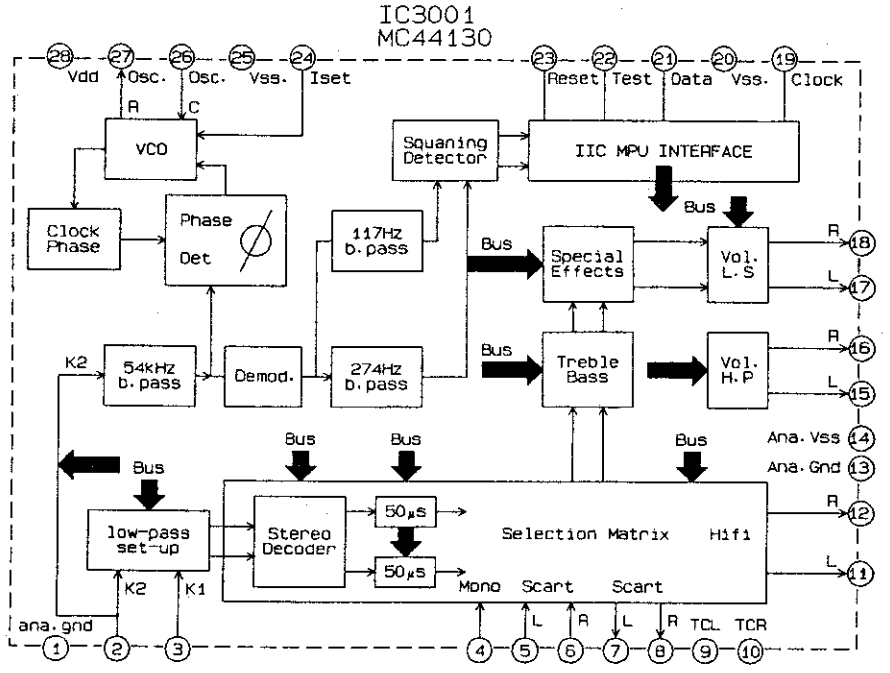 IC3001
MC44130
28 27 26 25 24 23 22 21 20 19
Vdd Osc. Osc. Vss. Iset Reset Test Data Vss. Clock
R C
VCO
Squaning
Detector
IIC MPU INTERFACE
Clock
Phase
Phase
Det
117Hz
b.pass
Bus
Bus
Special
Effects
Vol.
L.S
R 18
L 17
K2
54kHz
b.pass
Demod.
274Hz
b.pass
Bus
Treble
Bass
Vol.
H.P
R 16
L 15
Ana.Vss 14
Ana.Gnd 13
Bus
Bus Bus Bus
low-pass
set-up
Stereo
Decoder
50μs
50μs
Selection Matrix Hifi
R 12
L 11
K2 K1
Mono Scart Scart
L R L R TCL TCR
ana.gnd
1 2 3 4 5 6 7 8 9 10